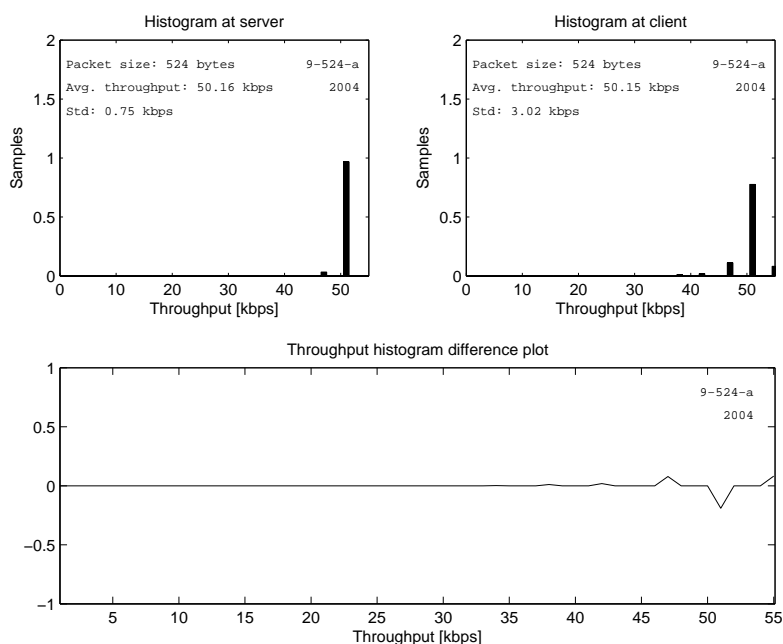 Histogram at server
2
1.5
1
0.5
0
Samples
Packet size: 524 bytes 9-524-a
Avg. throughput: 50.16 kbps 2004
Std: 0.75 kbps
0 10 20 30 40 50
Throughput [kbps]
Histogram at client
2
1.5
1
0.5
0
Samples
Packet size: 524 bytes 9-524-a
Avg. throughput: 50.15 kbps 2004
Std: 3.02 kbps
0 10 20 30 40 50
Throughput [kbps]
Throughput histogram difference plot
1
0.5
0
−0.5
−1
9-524-a
2004
5 10 15 20 25 30 35 40 45 50 55
Throughput [kbps]